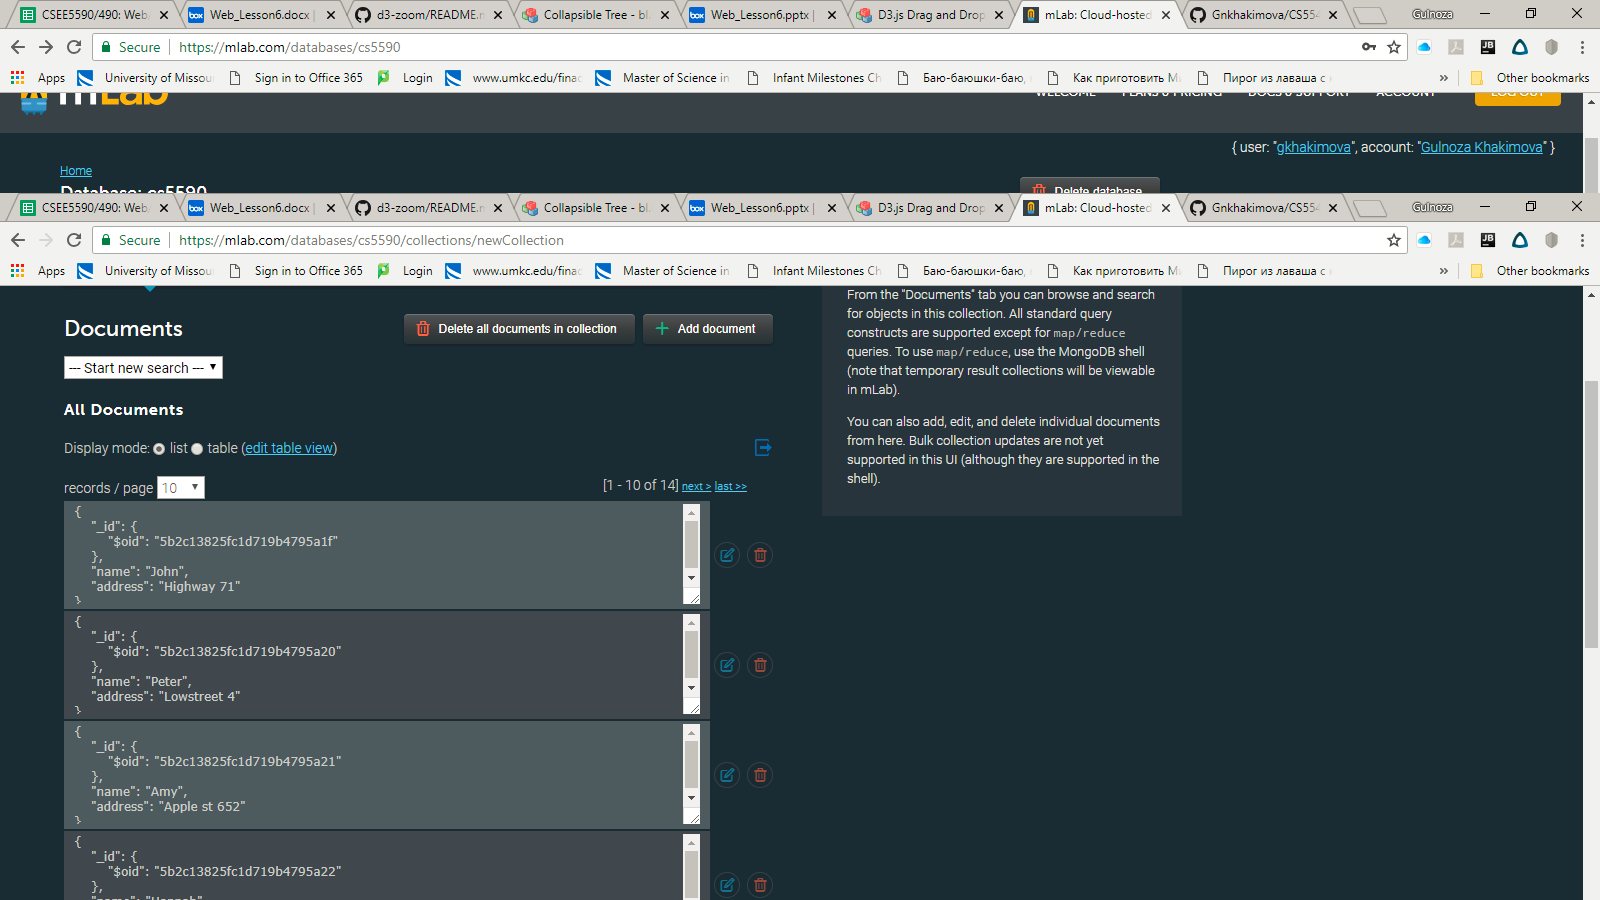 CSEE5590/490: Web/ Web_Lesson6.docx | d3-zoom/README.m Collapsible Tree - bl. Web_Lesson6.pptx | D3.js Drag and Drop mLab: Cloud-hosted Gnkhakimova/CS554 Gulnoza
Secure https://mlab.com/databases/cs5590
Apps University of Missou Sign in to Office 365 Login www.umkc.edu/finac Master of Science in Infant Milestones Ch Баю-баюшки-баю, Как приготовить Пирог из лаваша с » Other bookmarks
mLab WELCOME PLANS & PRICING DOCS & SUPPORT ACCOUNT LOG OUT
{ user: "gkhakimova", account: "Gulnoza Khakimova" }
Home
Database: cs5590 Delete database
CSEE5590/490: Web/ Web_Lesson6.docx | d3-zoom/README.m Collapsible Tree - bl. Web_Lesson6.pptx | D3.js Drag and Drop mLab: Cloud-hosted Gnkhakimova/CS554 Gulnoza
Secure https://mlab.com/databases/cs5590/collections/newCollection
Apps University of Missou Sign in to Office 365 Login www.umkc.edu/finac Master of Science in Infant Milestones Ch Баю-баюшки-баю, Как приготовить Пирог из лаваша с » Other bookmarks
Documents Delete all documents in collection Add document
--- Start new search ---
All Documents
Display mode: list table (edit table view)
records / page 10 [1 - 10 of 14] next > last >>
{
"_id": {
"$oid": "5b2c13825fc1d719b4795a1f"
},
"name": "John",
"address": "Highway 71"
}
{
"_id": {
"$oid": "5b2c13825fc1d719b4795a20"
},
"name": "Peter",
"address": "Lowstreet 4"
}
{
"_id": {
"$oid": "5b2c13825fc1d719b4795a21"
},
"name": "Amy",
"address": "Apple st 652"
}
{
"_id": {
"$oid": "5b2c13825fc1d719b4795a22"
},
"name": "Hannah"
From the "Documents" tab you can browse and search
for objects in this collection. All standard query
constructs are supported except for map/reduce
queries. To use map/reduce, use the MongoDB shell
(note that temporary result collections will be viewable
in mLab).
You can also add, edit, and delete individual documents
from here. Bulk collection updates are not yet
supported in this UI (although they are supported in the
shell).